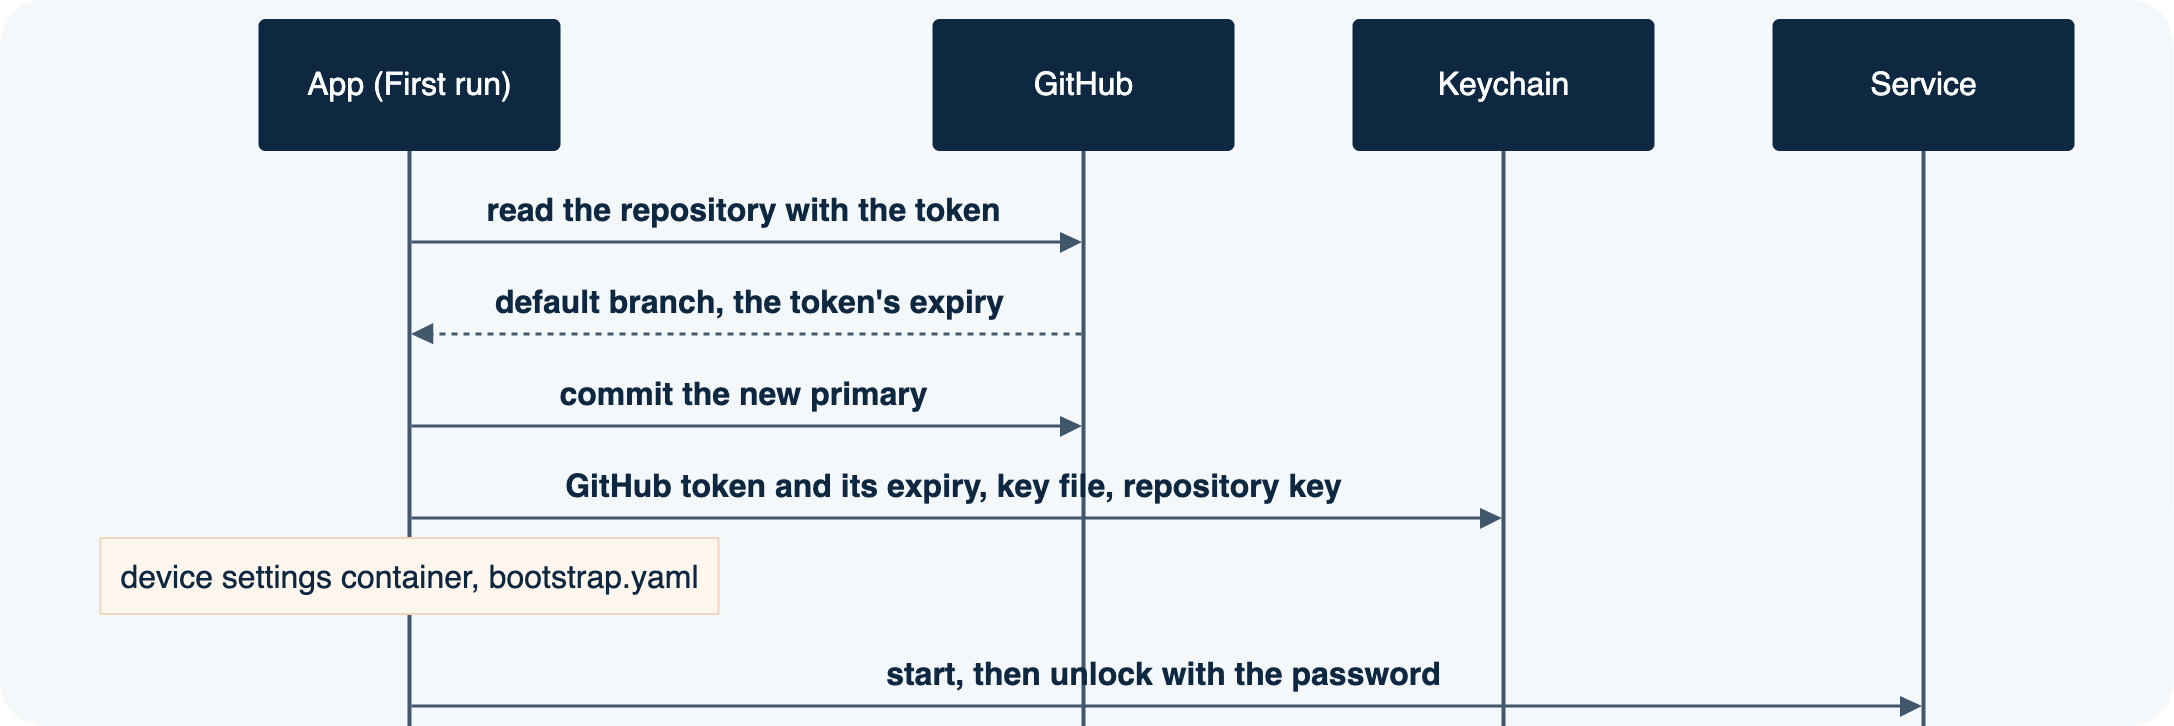 App (First run)
GitHub
Keychain
Service
read the repository with the token
default branch, the token's expiry
commit the new primary
GitHub token and its expiry, key file, repository key
device settings container, bootstrap.yaml
start, then unlock with the password